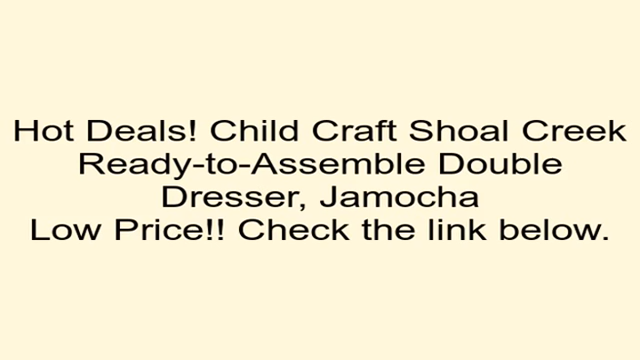 Hot Deals! Child Craft Shoal Creek
Ready-to-Assemble Double
Dresser, Jamocha
Low Price!! Check the link below.